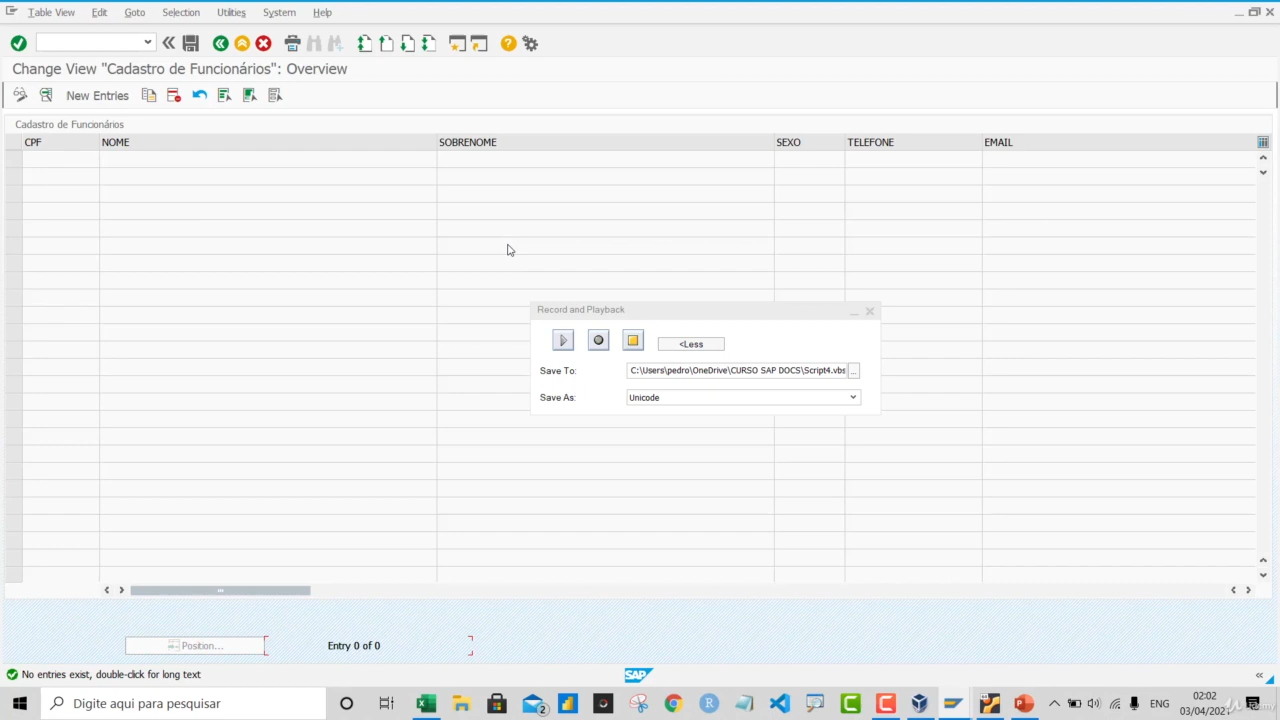 Table View Edit Goto Selection Utilities System Help
Change View "Cadastro de Funcionários": Overview
New Entries
Cadastro de Funcionários
CPF NOME SOBRENOME SEXO TELEFONE EMAIL
Record and Playback
<Less
Save To: C:\Users\pedro\OneDrive\CURSO SAP DOCS\Script4.vbs ...
Save As: Unicode
Position... Entry 0 of 0
No entries exist, double-click for long text
SAP
Digite aqui para pesquisar
2
ENG
02:02
03/04/2021
Udemy